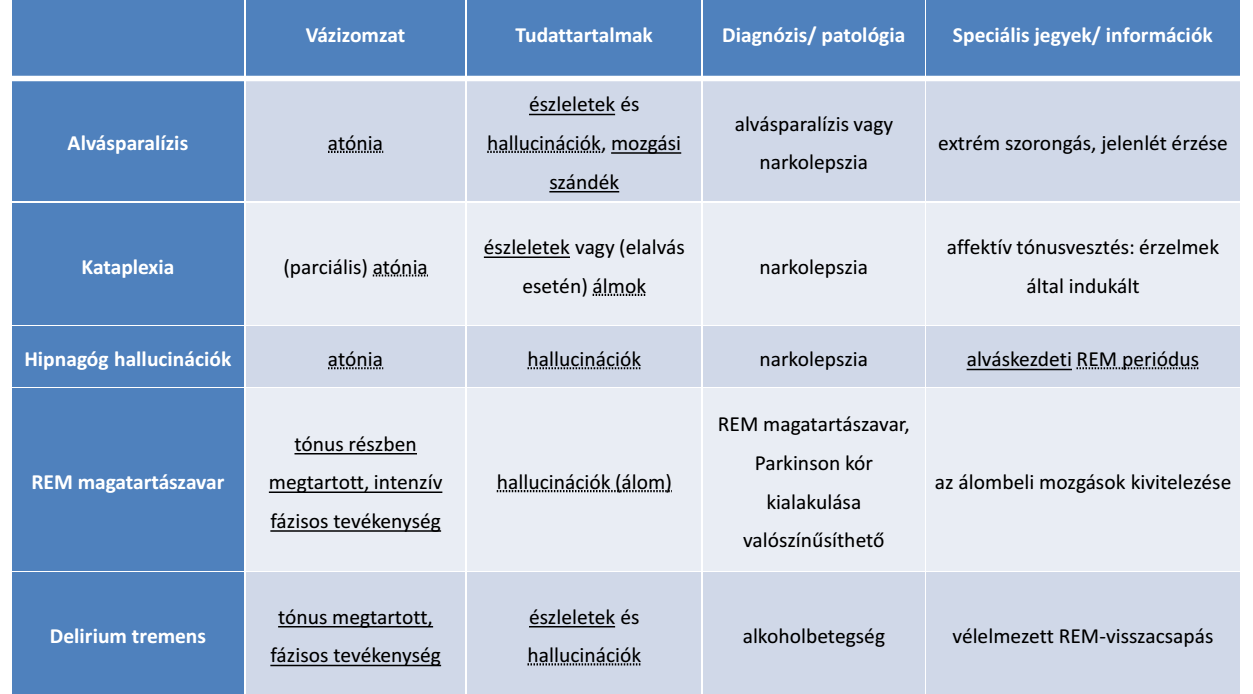 Vázizomzat
Tudattartalmak
Diagnózis/ patológia
Speciális jegyek/ információk
Alvásparalízis
atónia
észleletek és
hallucinációk, mozgási
szándék
alvásparalízis vagy
narkolepszia
extrém szorongás, jelenlét érzése
Kataplexia
(parciális) atónia
észleletek vagy (elalvás
esetén) álmok
narkolepszia
affektív tónusvesztés: érzelmek
által indukált
Hipnagóg hallucinációk
atónia
hallucinációk
narkolepszia
alváskezdeti REM periódus
REM magatartászavar
tónus részben
megtartott, intenzív
fázisos tevékenység
hallucinációk (álom)
REM magatartászavar,
Parkinson kór
kialakulása
valószínűsíthető
az álombeli mozgások kivitelezése
Delirium tremens
tónus megtartott,
fázisos tevékenység
észleletek és
hallucinációk
alkoholbetegség
vélelmezett REM-visszacsapás